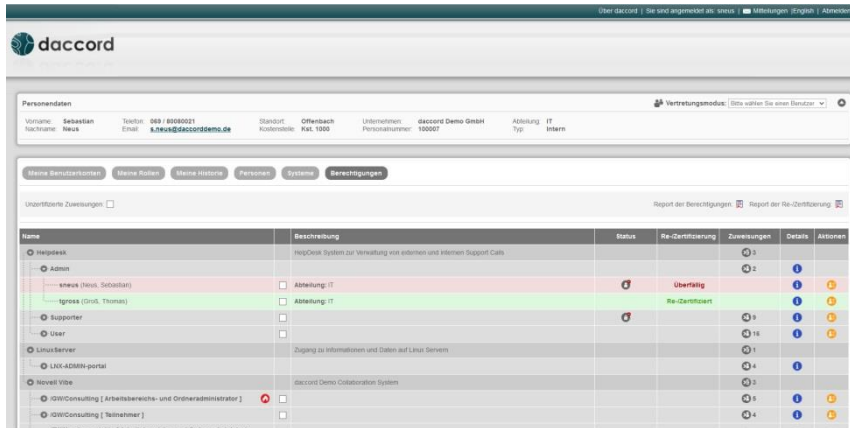 Über daccord | Sie sind angemeldet als: sneus | Mitteilungen |English | Abmelden
daccord
Personendaten
Vertretungsmodus: Bitte wählen Sie einen Benutzer
Vorname: Sebastian Telefon: 069 / 80080021 Standort: Offenbach Unternehmen: daccord Demo GmbH Abteilung: IT
Nachname: Neus Email: s.neus@daccorddemo.de Kostenstelle: Kst. 1000 Personalnummer: 100007 Typ: Intern
Meine Benutzerkonten Meine Rollen Meine Historie Personen Systeme Berechtigungen
Unzertifizierte Zuweisungen: Report der Berechtigungen: Report der Re-/Zertifizierung:
Name Beschreibung Status Re-/Zertifizierung Zuweisungen Details Aktionen
Helpdesk HelpDesk System zur Verwaltung von externen und internen Support Calls 3
Admin 2
sneus (Neus, Sebastian) Abteilung: IT Überfällig
tgross (Groß, Thomas) Abteilung: IT Re-/Zertifiziert
Supporter 9
User 16
LinuxServer Zugang zu Informationen und Daten auf Linux Servern 1
LNX-ADMIN-portal 4
Novell Vibe daccord Demo Collaboration System 3
/GW/Consulting [ Arbeitsbereichs- und Ordneradministrator ] 5
/GW/Consulting [ Teilnehmer ] 4